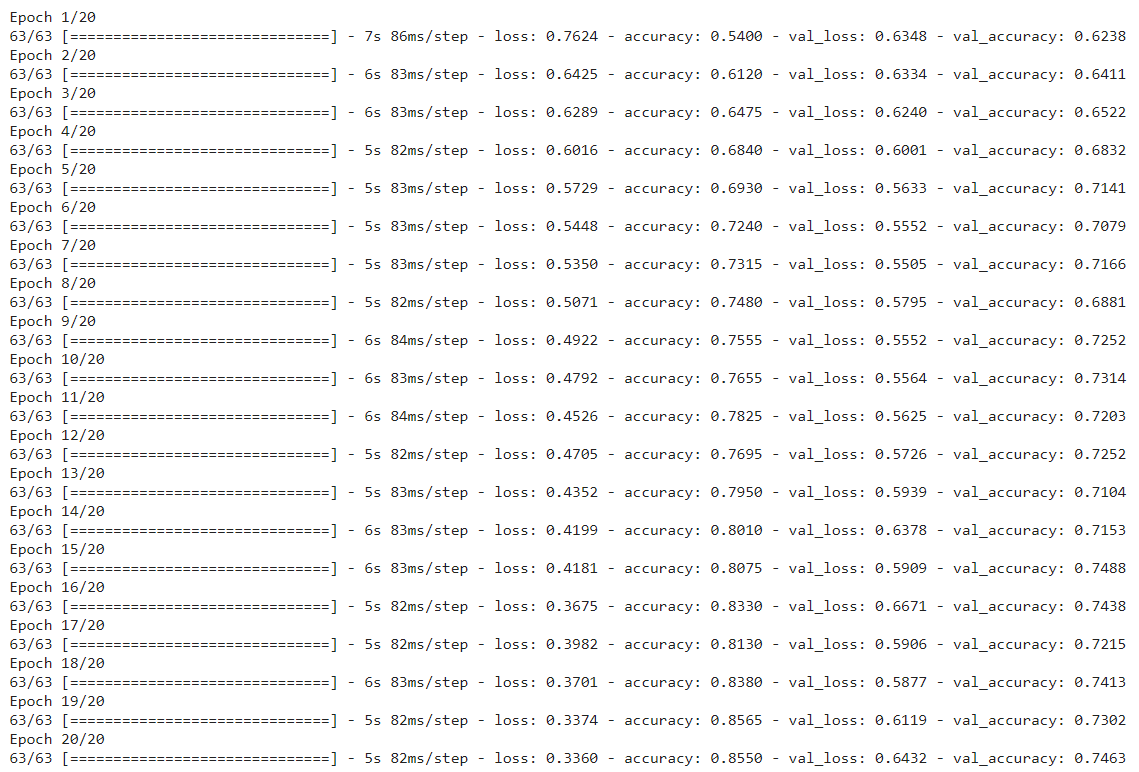 Epoch 1/20
63/63 [==============================] - 7s 86ms/step - loss: 0.7624 - accuracy: 0.5400 - val_loss: 0.6348 - val_accuracy: 0.6238
Epoch 2/20
63/63 [==============================] - 6s 83ms/step - loss: 0.6425 - accuracy: 0.6120 - val_loss: 0.6334 - val_accuracy: 0.6411
Epoch 3/20
63/63 [==============================] - 6s 83ms/step - loss: 0.6289 - accuracy: 0.6475 - val_loss: 0.6240 - val_accuracy: 0.6522
Epoch 4/20
63/63 [==============================] - 5s 82ms/step - loss: 0.6016 - accuracy: 0.6840 - val_loss: 0.6001 - val_accuracy: 0.6832
Epoch 5/20
63/63 [==============================] - 5s 83ms/step - loss: 0.5729 - accuracy: 0.6930 - val_loss: 0.5633 - val_accuracy: 0.7141
Epoch 6/20
63/63 [==============================] - 5s 83ms/step - loss: 0.5448 - accuracy: 0.7240 - val_loss: 0.5552 - val_accuracy: 0.7079
Epoch 7/20
63/63 [==============================] - 5s 83ms/step - loss: 0.5350 - accuracy: 0.7315 - val_loss: 0.5505 - val_accuracy: 0.7166
Epoch 8/20
63/63 [==============================] - 5s 82ms/step - loss: 0.5071 - accuracy: 0.7480 - val_loss: 0.5795 - val_accuracy: 0.6881
Epoch 9/20
63/63 [==============================] - 6s 84ms/step - loss: 0.4922 - accuracy: 0.7555 - val_loss: 0.5552 - val_accuracy: 0.7252
Epoch 10/20
63/63 [==============================] - 6s 83ms/step - loss: 0.4792 - accuracy: 0.7655 - val_loss: 0.5564 - val_accuracy: 0.7314
Epoch 11/20
63/63 [==============================] - 6s 84ms/step - loss: 0.4526 - accuracy: 0.7825 - val_loss: 0.5625 - val_accuracy: 0.7203
Epoch 12/20
63/63 [==============================] - 5s 82ms/step - loss: 0.4705 - accuracy: 0.7695 - val_loss: 0.5726 - val_accuracy: 0.7252
Epoch 13/20
63/63 [==============================] - 5s 83ms/step - loss: 0.4352 - accuracy: 0.7950 - val_loss: 0.5939 - val_accuracy: 0.7104
Epoch 14/20
63/63 [==============================] - 6s 83ms/step - loss: 0.4199 - accuracy: 0.8010 - val_loss: 0.6378 - val_accuracy: 0.7153
Epoch 15/20
63/63 [==============================] - 6s 83ms/step - loss: 0.4181 - accuracy: 0.8075 - val_loss: 0.5909 - val_accuracy: 0.7488
Epoch 16/20
63/63 [==============================] - 5s 82ms/step - loss: 0.3675 - accuracy: 0.8330 - val_loss: 0.6671 - val_accuracy: 0.7438
Epoch 17/20
63/63 [==============================] - 5s 82ms/step - loss: 0.3982 - accuracy: 0.8130 - val_loss: 0.5906 - val_accuracy: 0.7215
Epoch 18/20
63/63 [==============================] - 6s 83ms/step - loss: 0.3701 - accuracy: 0.8380 - val_loss: 0.5877 - val_accuracy: 0.7413
Epoch 19/20
63/63 [==============================] - 5s 82ms/step - loss: 0.3374 - accuracy: 0.8565 - val_loss: 0.6119 - val_accuracy: 0.7302
Epoch 20/20
63/63 [==============================] - 5s 82ms/step - loss: 0.3360 - accuracy: 0.8550 - val_loss: 0.6432 - val_accuracy: 0.7463